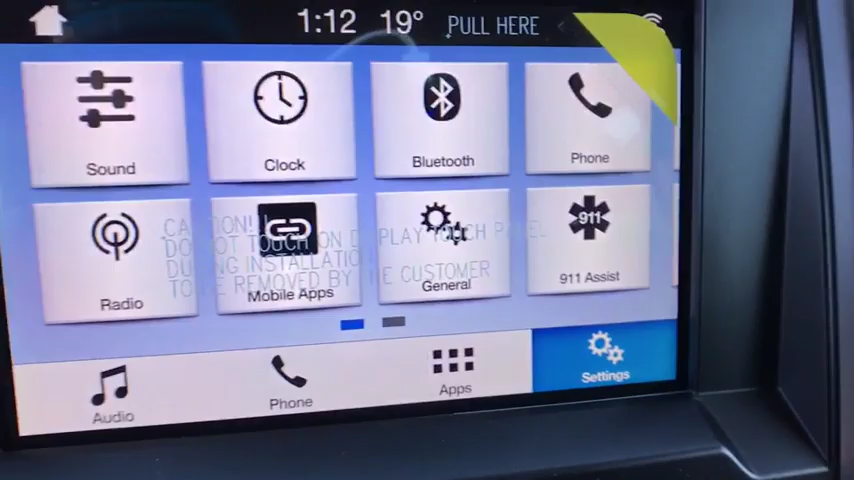 1:12 19° PULL HERE
Sound Clock Bluetooth Phone
911
CAUTION!!
DO NOT TOUCH ON DISPLAY TOUCH PANEL
DURING INSTALLATION
TO BE REMOVED BY THE CUSTOMER
Radio Mobile Apps General 911 Assist
Audio Phone Apps Settings